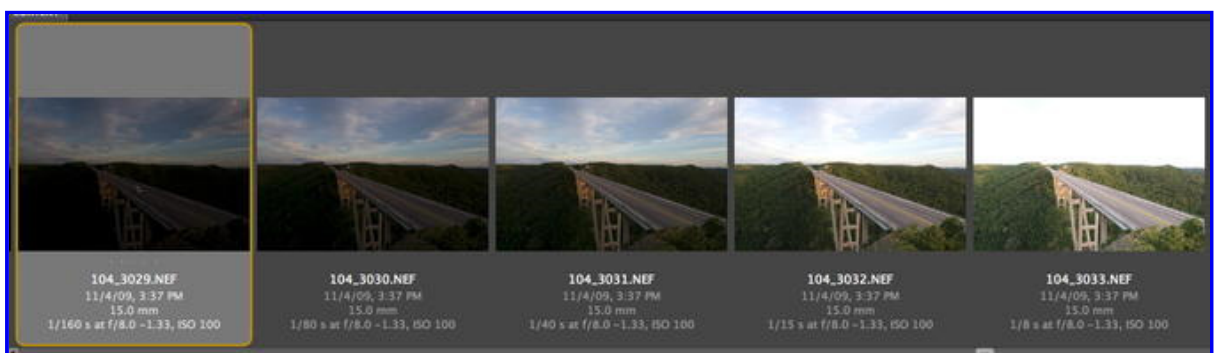 CONTENT
104_3029.NEF
11/4/09, 3:37 PM
15.0 mm
1/160 s at f/8.0 -1.33, ISO 100
104_3030.NEF
11/4/09, 3:37 PM
15.0 mm
1/80 s at f/8.0 -1.33, ISO 100
104_3031.NEF
11/4/09, 3:37 PM
15.0 mm
1/40 s at f/8.0 -1.33, ISO 100
104_3032.NEF
11/4/09, 3:37 PM
15.0 mm
1/15 s at f/8.0 -1.33, ISO 100
104_3033.NEF
11/4/09, 3:37 PM
15.0 mm
1/8 s at f/8.0 -1.33, ISO 100